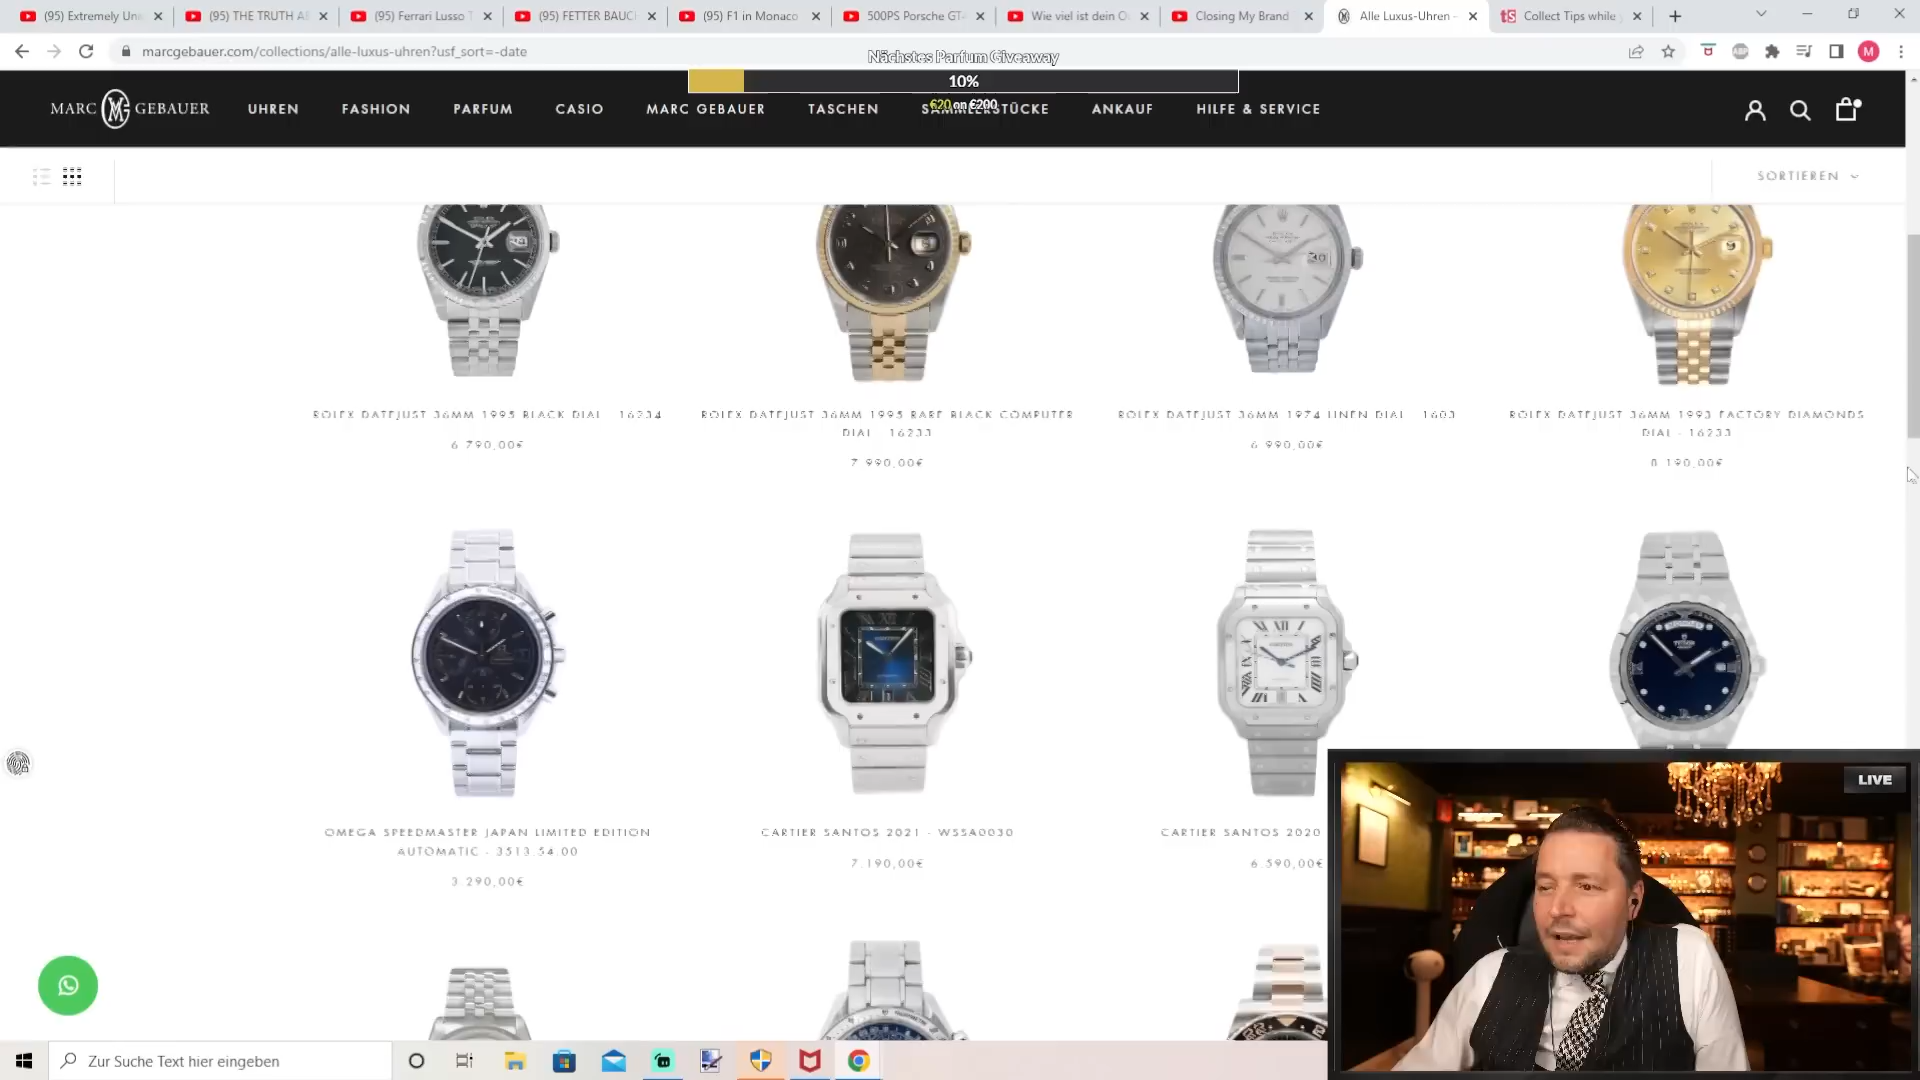 (95) Extremely Un
(95) THE TRUTH A
(95) Ferrari Lusso T
(95) FETTER BAUC
(95) F1 in Monaco
500PS Porsche GT
Wie viel ist dein O
Closing My Brand
Alle Luxus-Uhren -
Collect Tips while
marcgebauer.com/collections/alle-luxus-uhren?usf_sort=-date
ABP
M
Nächstes Parfum Giveaway
10%
€20 on €200
MARC GEBAUER
UHREN
FASHION
PARFUM
CASIO
MARC GEBAUER
TASCHEN
SAMMLERSTÜCKE
ANKAUF
HILFE & SERVICE
SORTIEREN
ROLEX DATEJUST 36MM 1995 BLACK DIAL - 16234
6.790,00€
ROLEX DATEJUST 36MM 1995 RARE BLACK COMPUTER
DIAL - 16233
7.990,00€
ROLEX DATEJUST 36MM 1974 LINEN DIAL - 1603
6.990,00€
ROLEX DATEJUST 36MM 1993 FACTORY DIAMONDS
DIAL - 16233
8.190,00€
OMEGA SPEEDMASTER JAPAN LIMITED EDITION
AUTOMATIC - 3513.54.00
3.290,00€
CARTIER SANTOS 2021 - WSSA0030
7.190,00€
CARTIER SANTOS 2020
6.590,00€
LIVE
Zur Suche Text hier eingeben